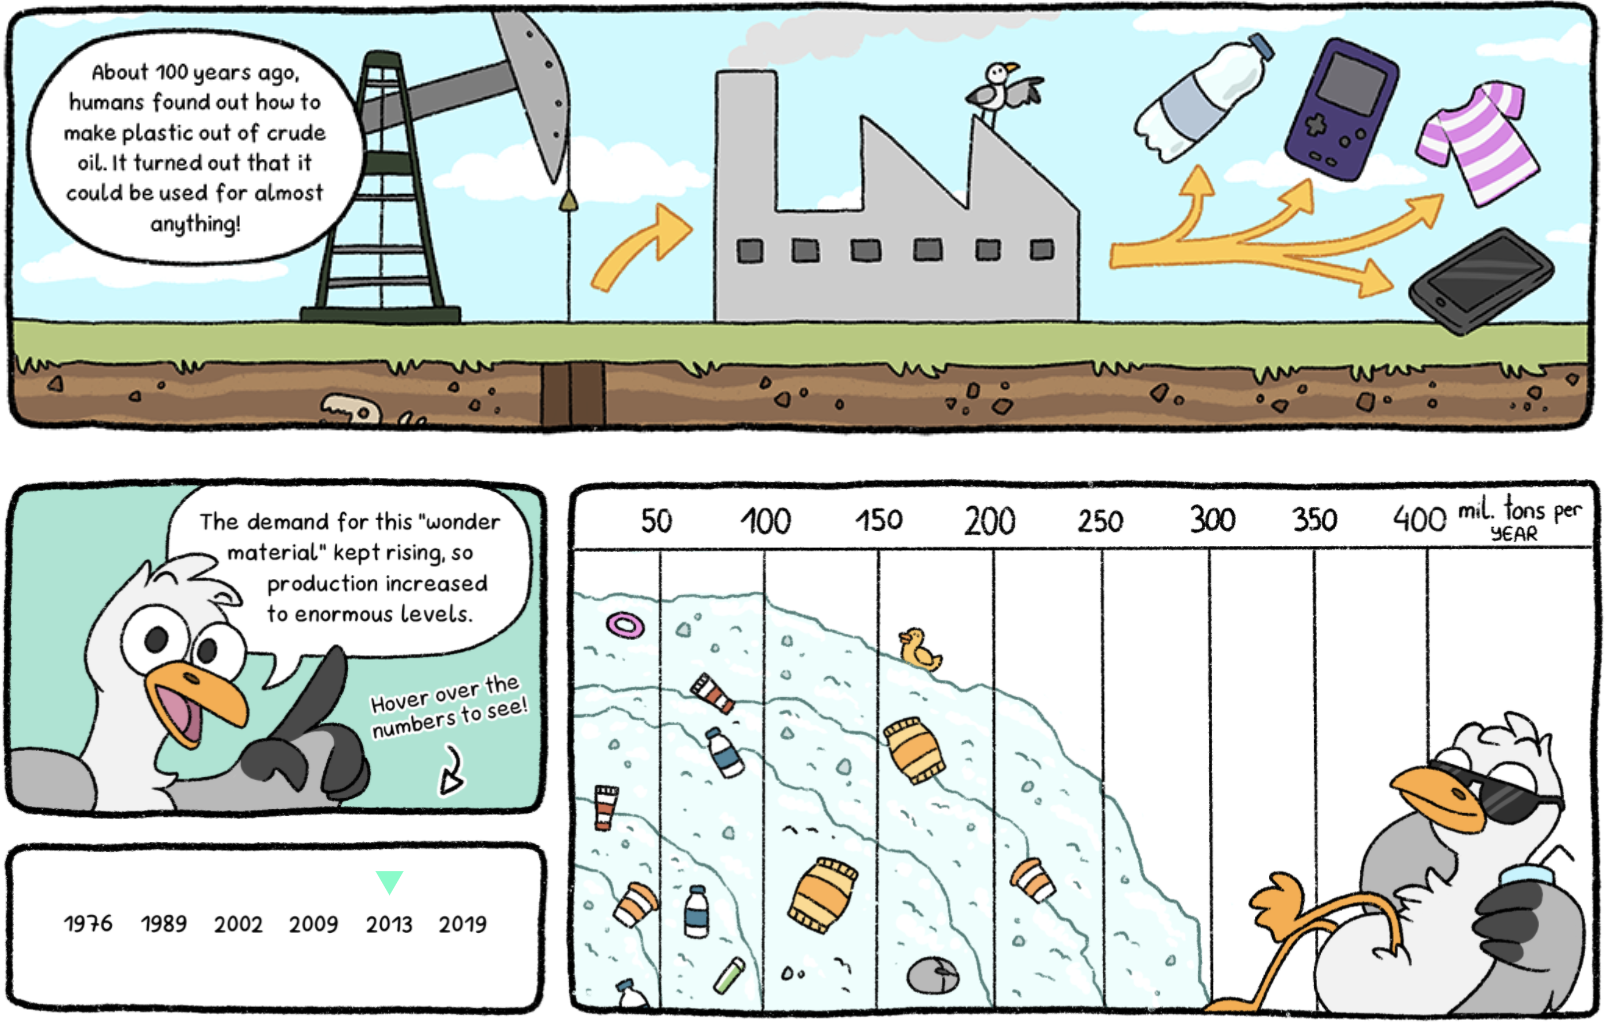 About 100 years ago,
humans found out how to
make plastic out of crude
oil. It turned out that it
could be used for almost
anything!
The demand for this "wonder
material" kept rising, so
production increased
to enormous levels.
Hover over the
numbers to see!
1976 1989 2002 2009 2013 2019
50 100 150 200 250 300 350 400 mil. tons per
YEAR